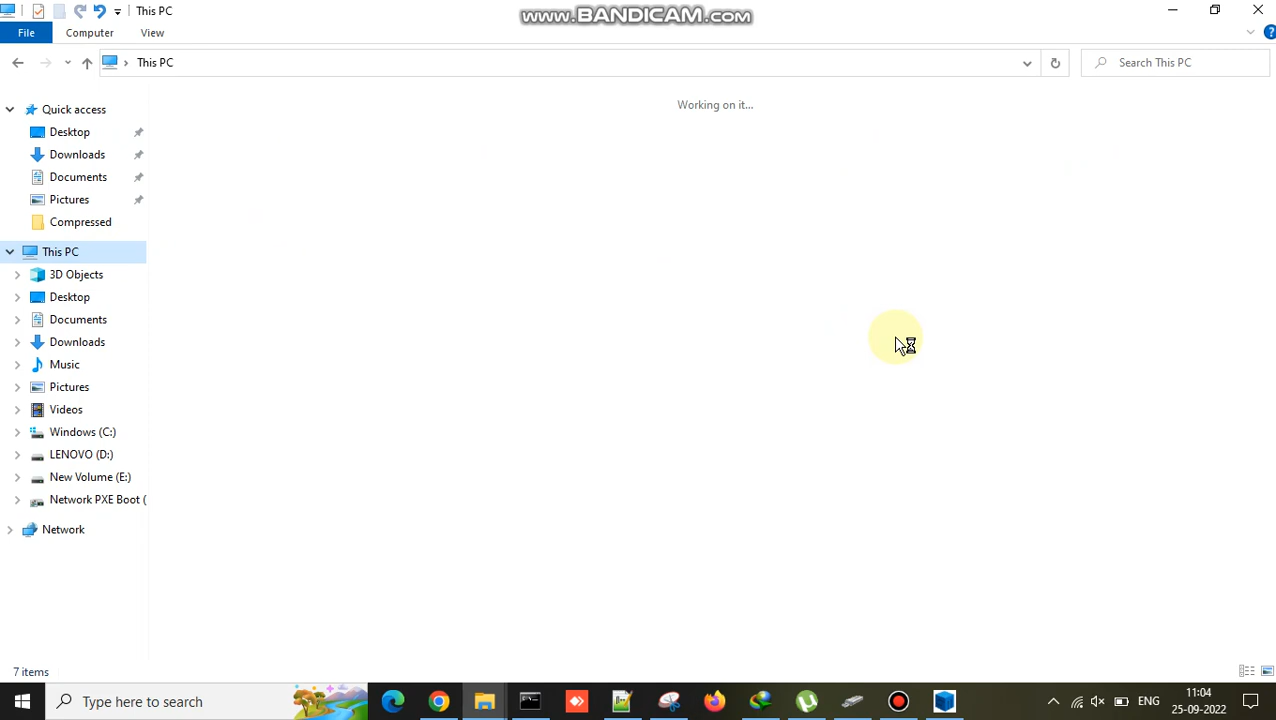 This PC
www.BANDICAM.com
File
Computer
View
This PC
Search This PC
Working on it...
Quick access
Desktop
Downloads
Documents
Pictures
Compressed
This PC
3D Objects
Desktop
Documents
Downloads
Music
Pictures
Videos
Windows (C:)
LENOVO (D:)
New Volume (E:)
Network PXE Boot (
Network
7 items
Type here to search
ENG
11:04
25-09-2022